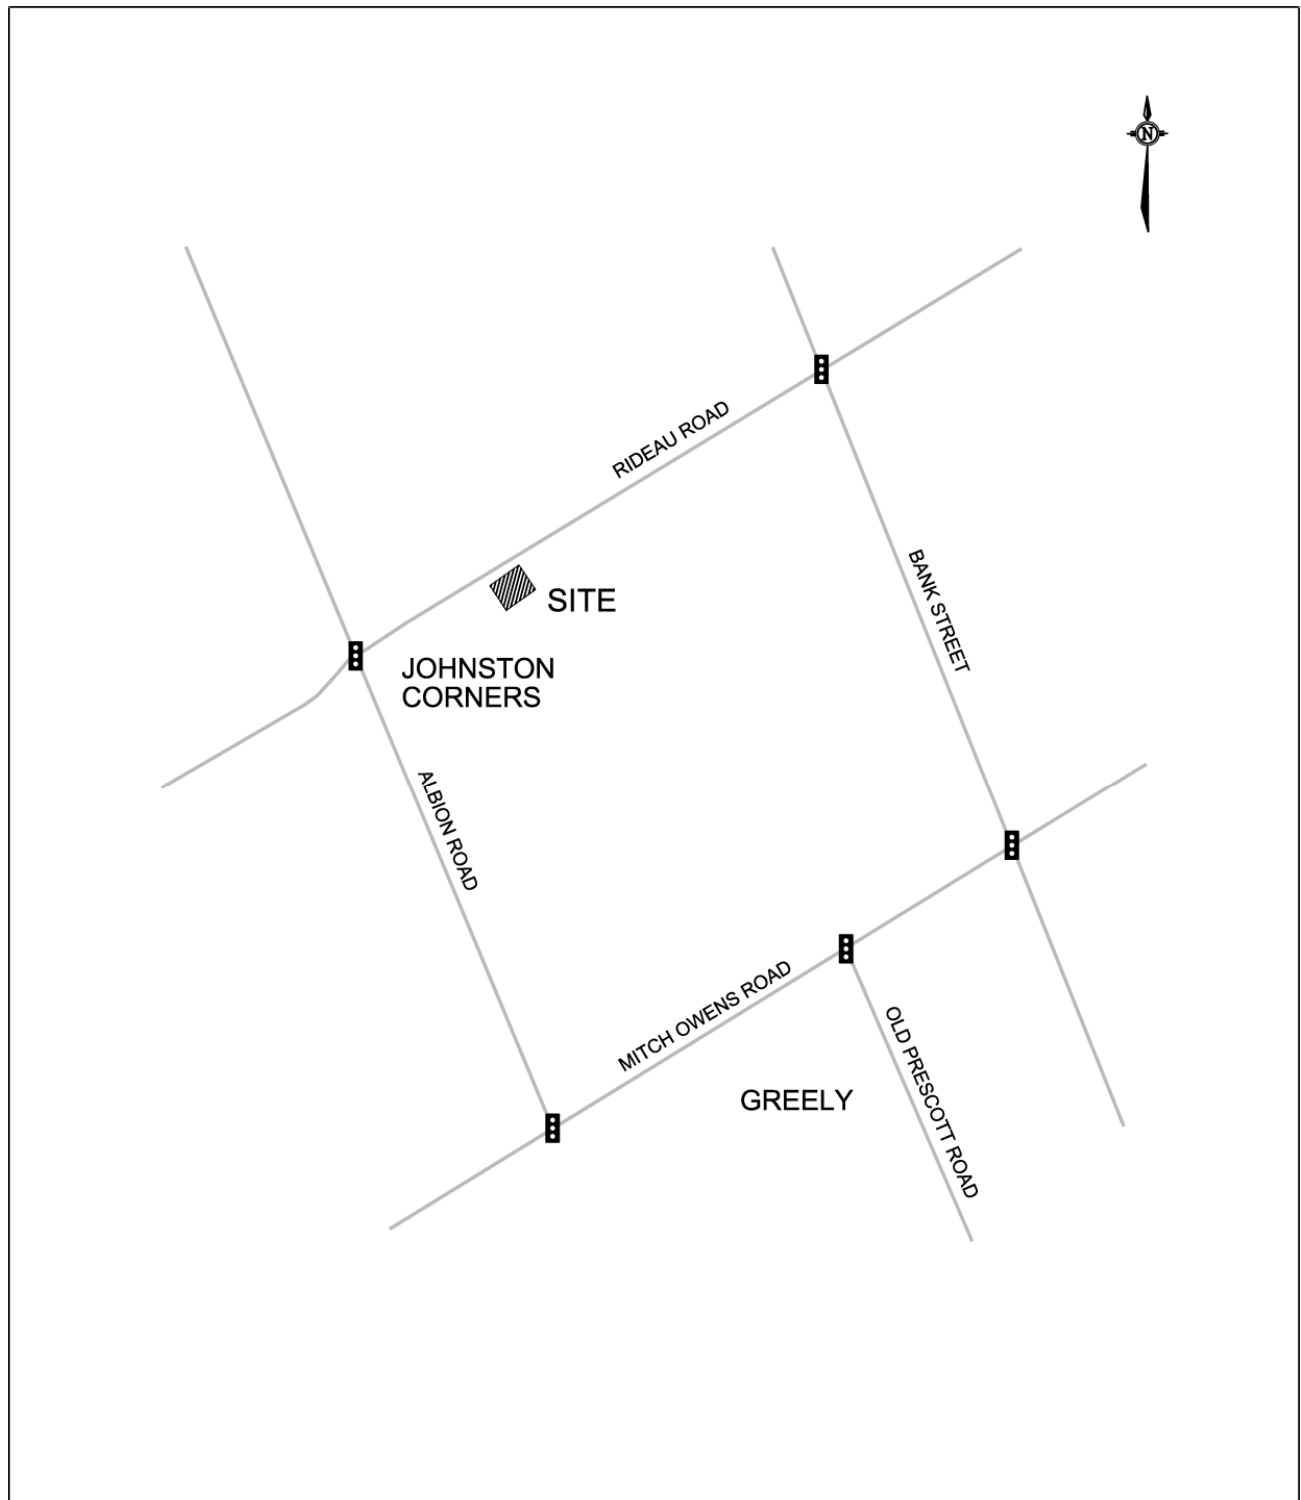 N
RIDEAU ROAD
BANK STREET
SITE
JOHNSTON
CORNERS
ALBION ROAD
MITCH OWENS ROAD
OLD PRESCOTT ROAD
GREELY